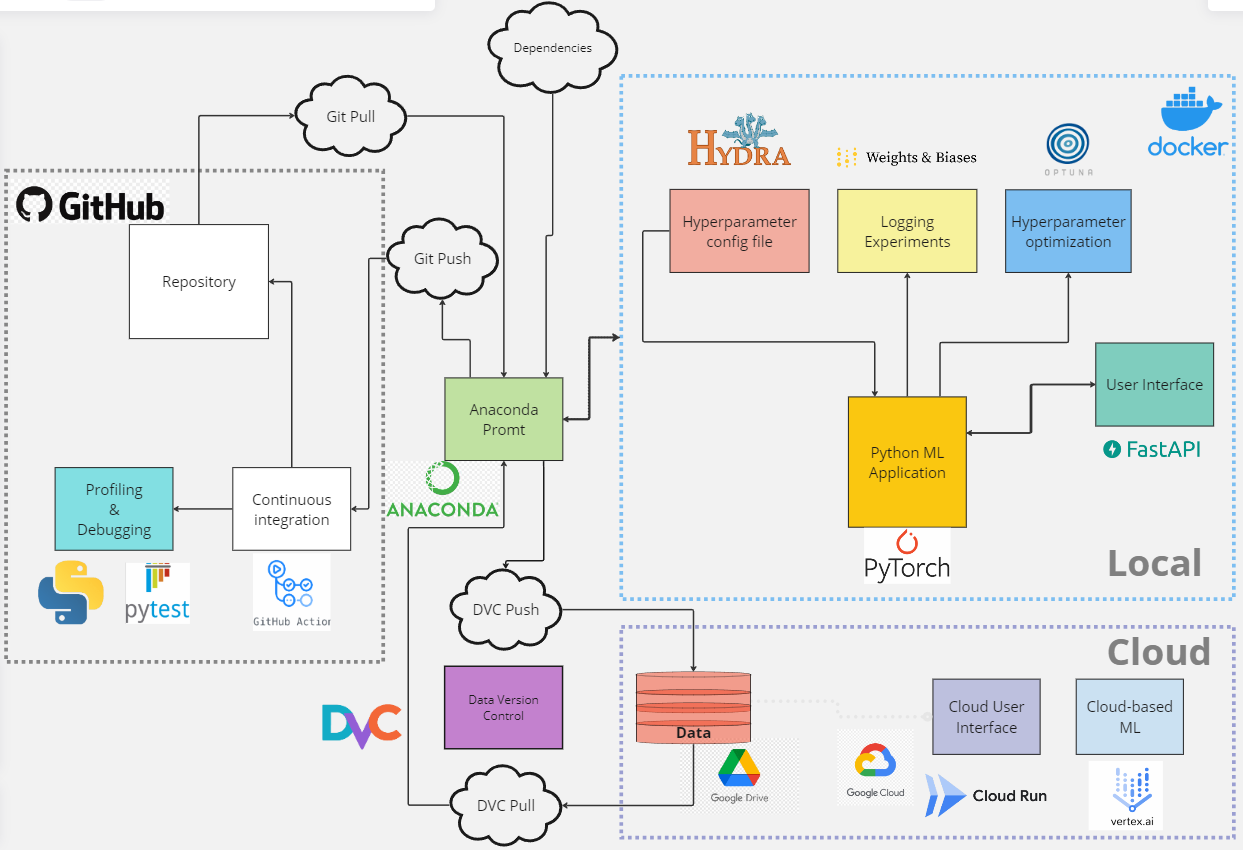 Dependencies
Git Pull
docker
HYDRA
Weights & Biases
OPTUNA
GitHub
Hyperparameter
config file
Logging
Experiments
Hyperparameter
optimization
Repository
Git Push
User Interface
FastAPI
Anaconda
Promt
ANACONDA
Python ML
Application
PyTorch
Local
Profiling
&
Debugging
Continuous
integration
pytest
GitHub Action
DVC Push
Cloud
Data Version
Control
DVC
Data
Google Drive
Cloud User
Interface
Cloud-based
ML
Google Cloud
Cloud Run
vertex.ai
DVC Pull